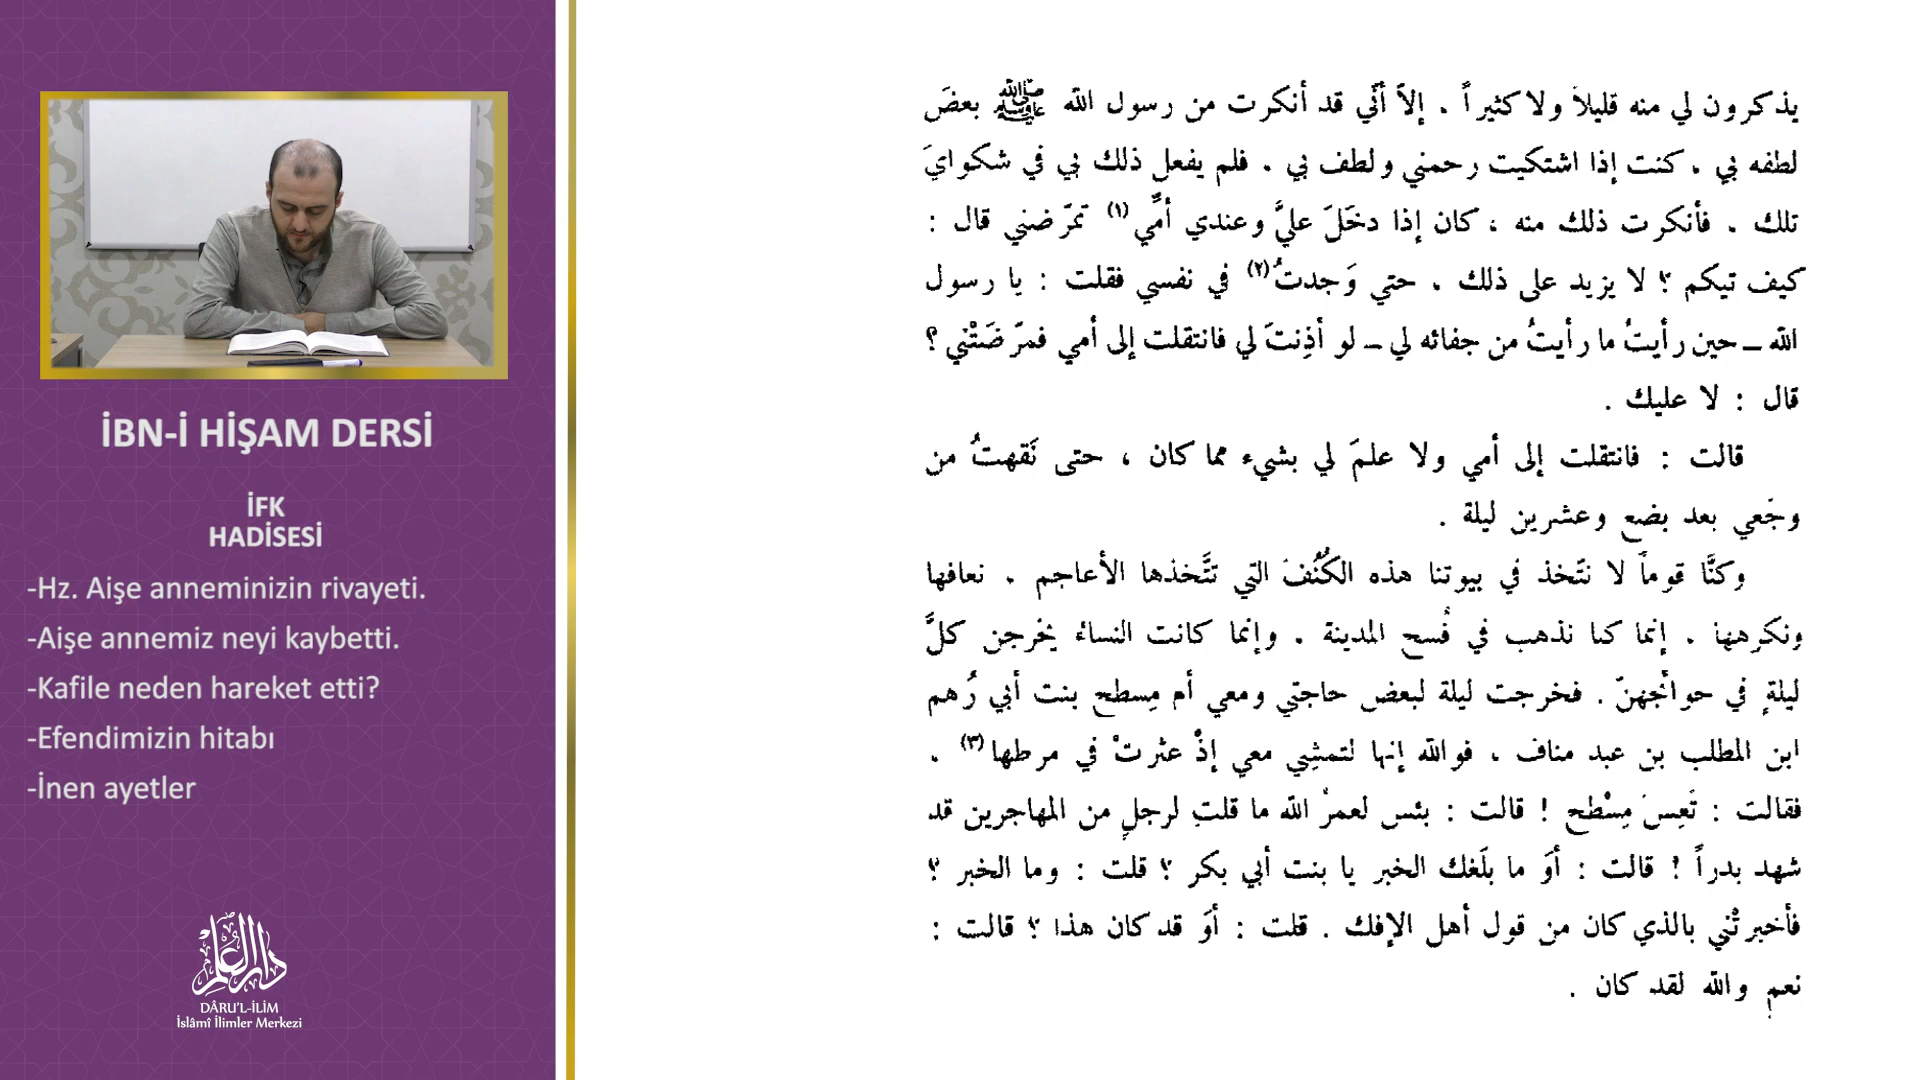 İBN-İ HİŞAM DERSİ
İFK
HADİSESİ
-Hz. Aişe anneminizin rivayeti.
-Aişe annemiz neyi kaybetti.
-Kafile neden hareket etti?
-Efendimizin hitabı
-İnen ayetler
دار العلم
DÂRU'L-İLİM
İslâmî İlimler Merkezi
يذكرون لي منه قليلاً ولا كثيراً . إلاّ أنّي قد أنكرت من رسول الله ﷺ بعضَ
لطفه بي . كنت إذا اشتكيت رحمني ولطف بي . فلم يفعل ذلك بي في شكوايَ
تلك . فأنكرت ذلك منه ، كان إذا دخَلَ عليَّ وعندي أمِّي (١) تمرّضني قال :
كيف تيكم ؟ لا يزيد على ذلك . حتي وَجدتُ (٢) في نفسي فقلت : يا رسول
الله ــ حين رأيتُ ما رأيتُ من جفائه لي ــ لو أذِنتَ لي فانتقلت إلى أمي فمرّضَتْني ؟
قال : لا عليك .
قالت : فانتقلت إلى أمي ولا علمَ لي بشيء مما كان ، حتى نَقهتُ من
وجَعي بعد بضع وعشرين ليلة .
وكنَّا قوماً لا نتّخذ في بيوتنا هذه الكُنُفَ التي تتَّخذها الأعاجم . نعافها
ونكرهها . إنما كنا نذهب في فُسح المدينة . وإنما كانت النساءُ يخرجن كلَّ
ليلةٍ في حوائجهنّ . فخرجت ليلة لبعض حاجتي ومعي أم مِسطح بنت أبي رُهم
ابن المطلب بن عبد مناف ، فوالله إنها لتمشِي معي إذْ عثرتْ في مرطها (٣) .
فقالت : تَعِسَ مِسْطح ! قالت : بئس لعمرُ الله ما قلتِ لرجلٍ من المهاجرين قد
شهد بدراً ! قالت : أوَ ما بلَغك الخبر يا بنت أبي بكر ؟ قلت : وما الخبر ؟
فأخبرتْني بالذي كان من قول أهل الإفك . قلت : أوَ قد كان هذا ؟ قالت :
نعم والله لقد كان .